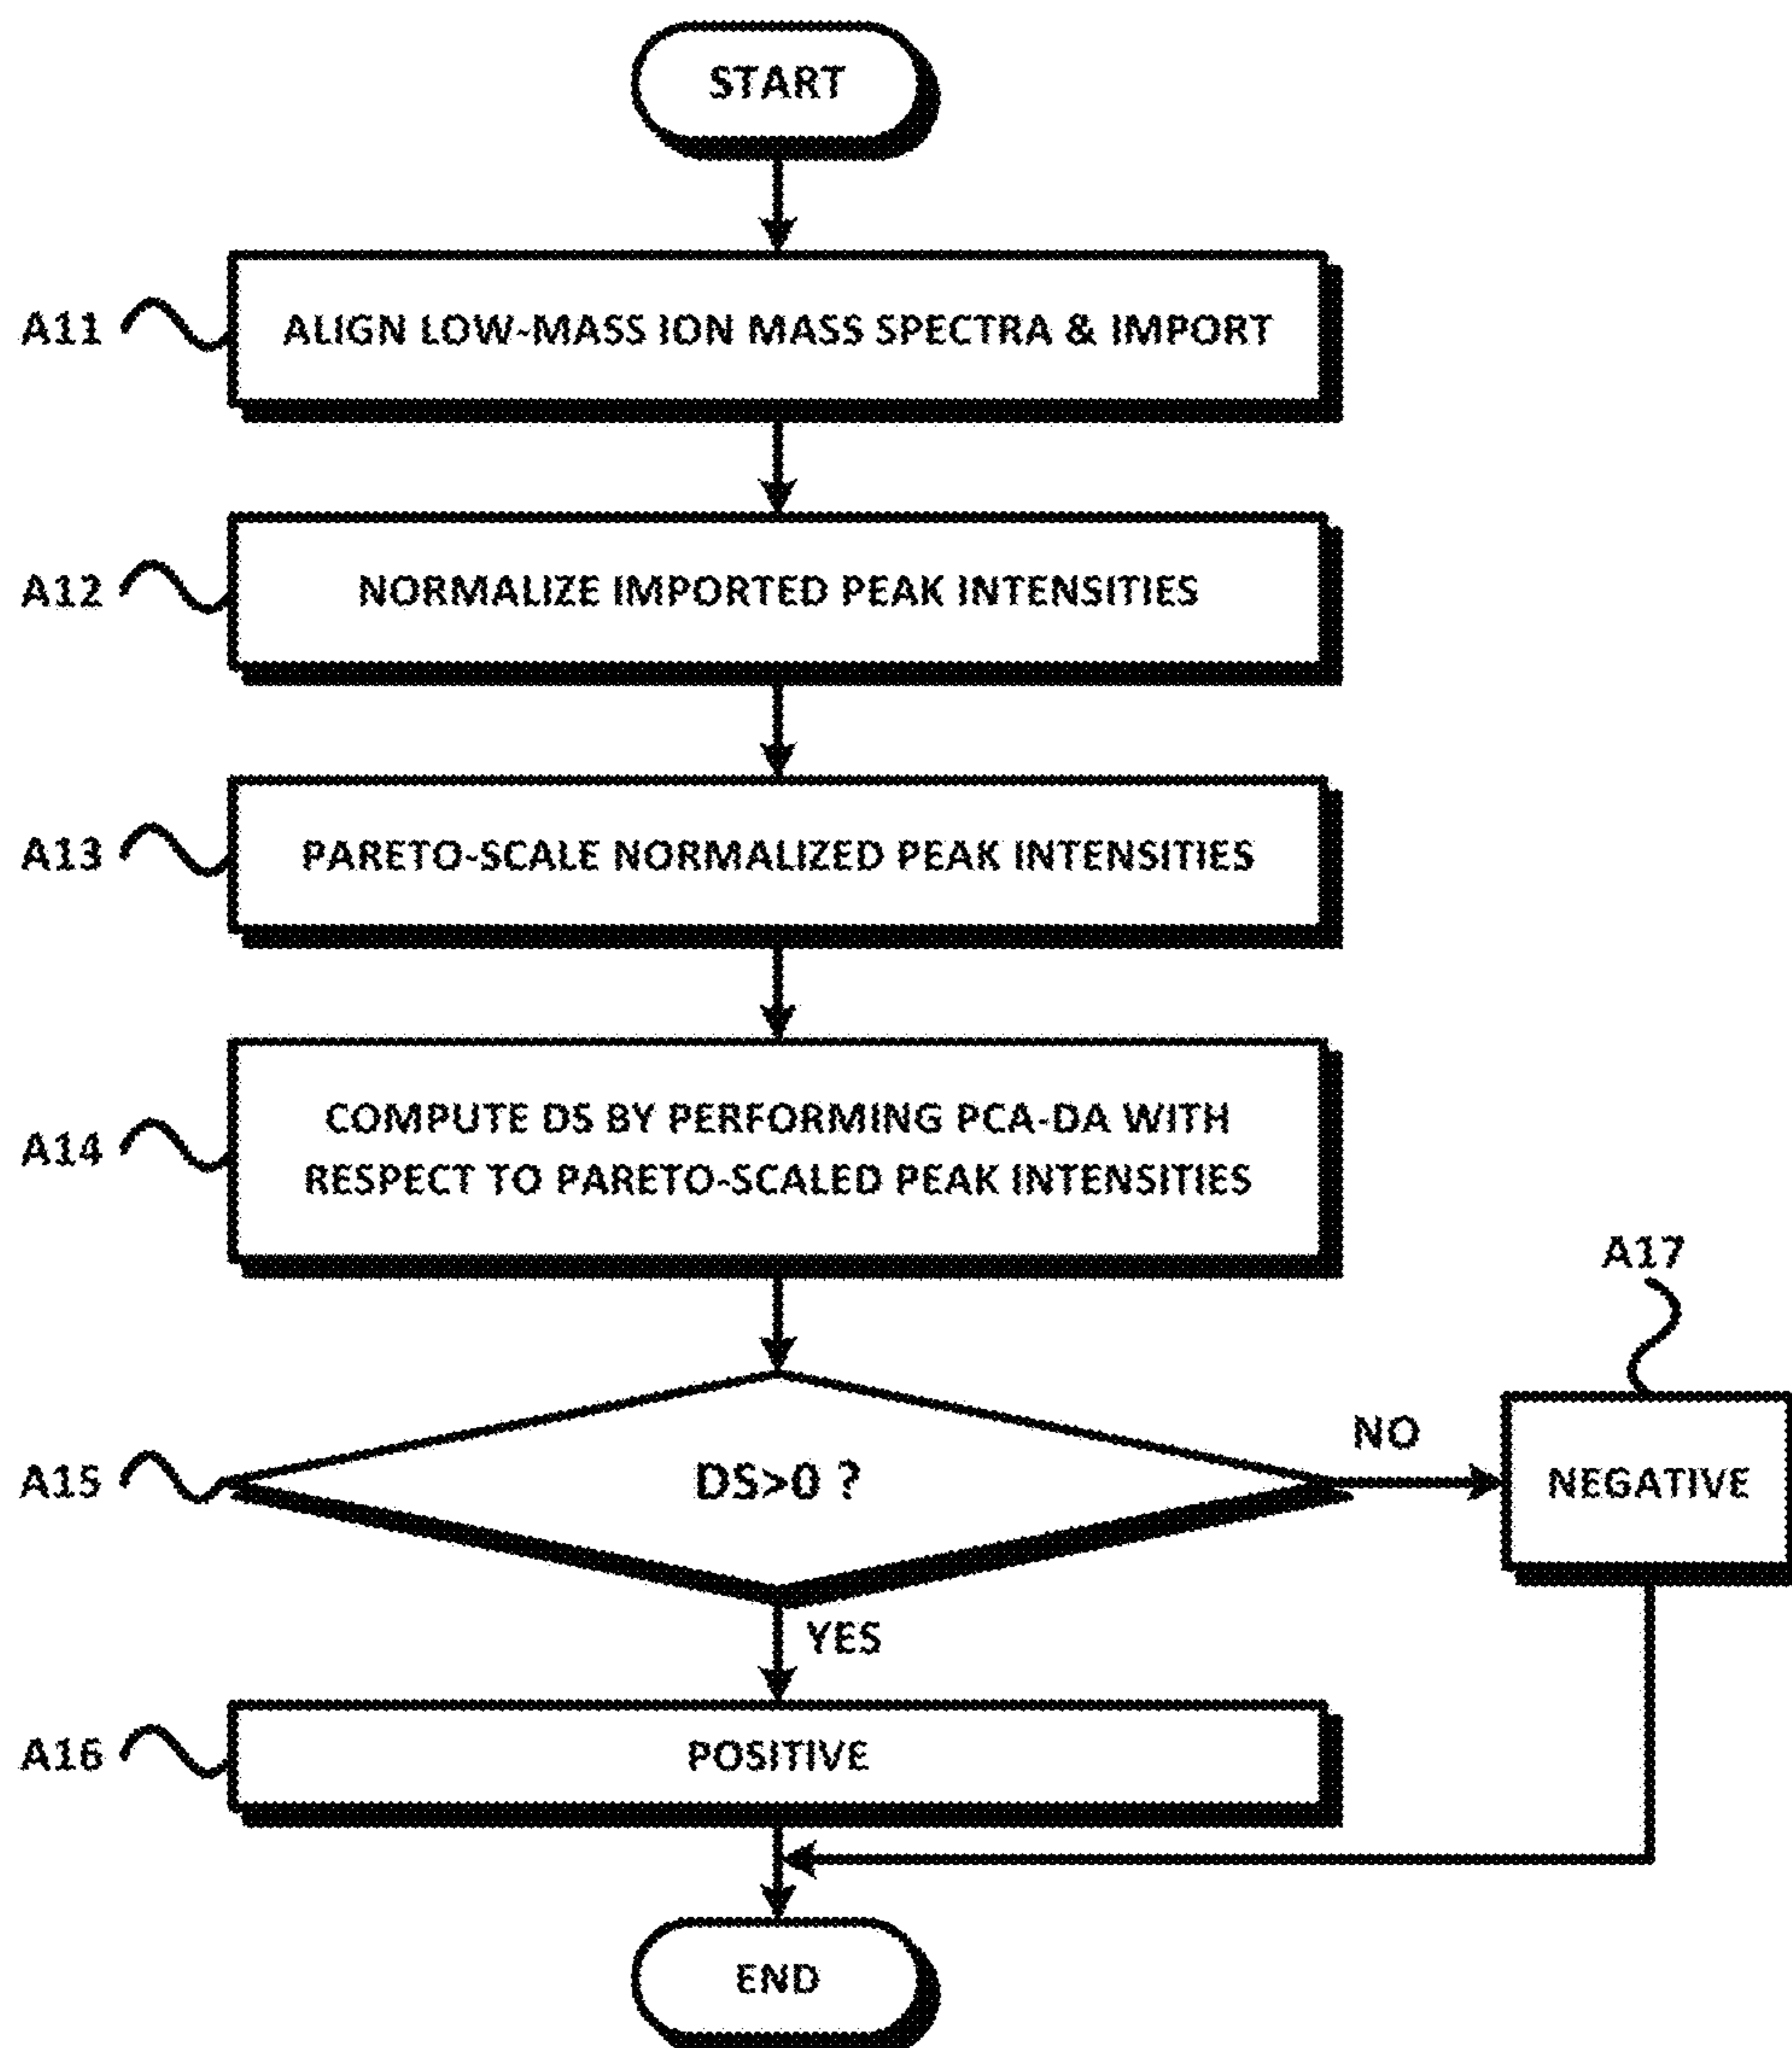 START
A11
ALIGN LOW-MASS ION MASS SPECTRA & IMPORT
A12
NORMALIZE IMPORTED PEAK INTENSITIES
A13
PARETO-SCALE NORMALIZED PEAK INTENSITIES
A14
COMPUTE DS BY PERFORMING PCA-DA WITH
RESPECT TO PARETO-SCALED PEAK INTENSITIES
A17
A15
DS>0 ?
NO
NEGATIVE
YES
A16
POSITIVE
END